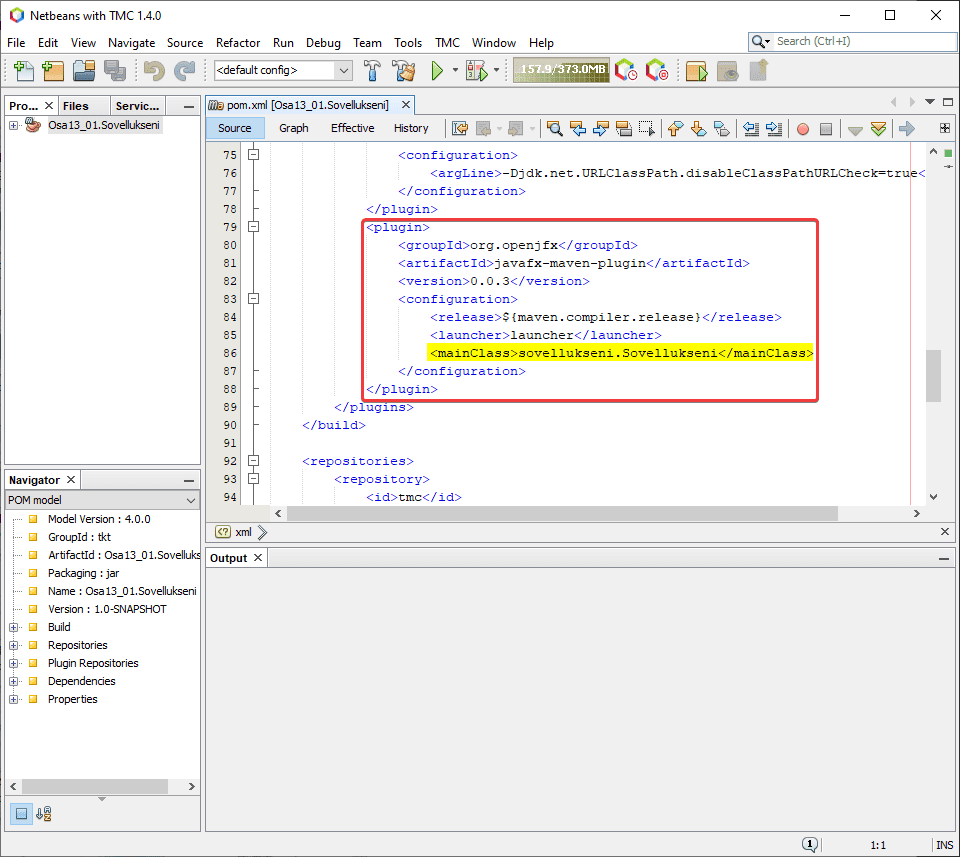 Netbeans with TMC 1.4.0
File Edit View Navigate Source Refactor Run Debug Team Tools TMC Window Help
Search (Ctrl+I)
<default config>
157.9/373.0MB
Pro... Files Servic...
Osa13_01.Sovellukseni
pom.xml [Osa13_01.Sovellukseni]
Source Graph Effective History
75 <configuration>
76 <argLine>-Djdk.net.URLClassPath.disableClassPathURLCheck=true<
77 </configuration>
78 </plugin>
79 <plugin>
80 <groupId>org.openjfx</groupId>
81 <artifactId>javafx-maven-plugin</artifactId>
82 <version>0.0.3</version>
83 <configuration>
84 <release>${maven.compiler.release}</release>
85 <launcher>launcher</launcher>
86 <mainClass>sovellukseni.Sovellukseni</mainClass>
87 </configuration>
88 </plugin>
89 </plugins>
90 </build>
91
92 <repositories>
93 <repository>
94 <id>tmc</id>
xml
Navigator
POM model
Model Version : 4.0.0
GroupId : tkt
ArtifactId : Osa13_01.Sovelluks
Packaging : jar
Name : Osa13_01.Sovellukseni
Version : 1.0-SNAPSHOT
Build
Repositories
Plugin Repositories
Dependencies
Properties
Output
1
1:1
INS